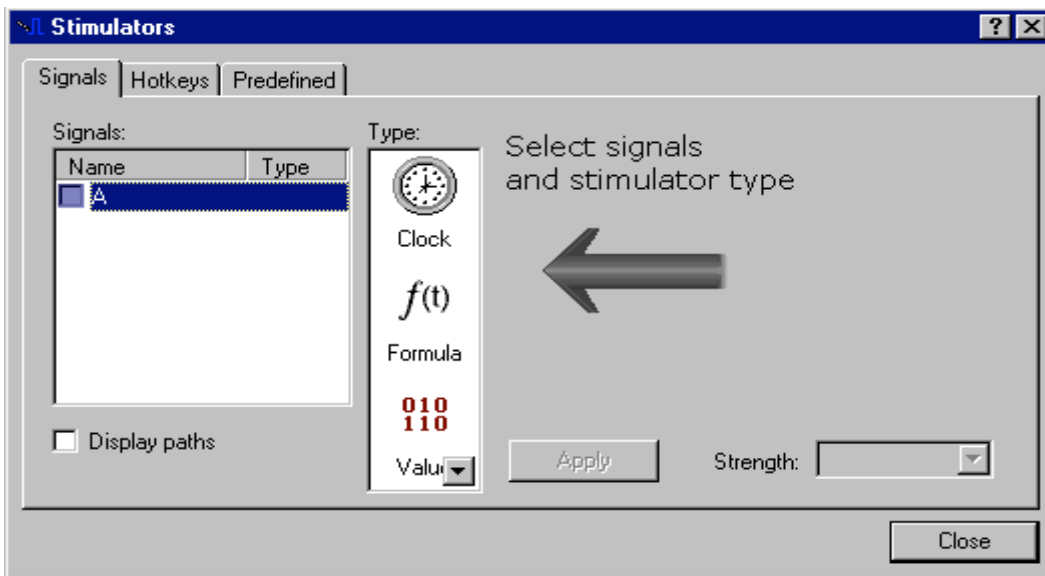 Stimulators
Signals Hotkeys Predefined
Signals:
Name Type
A
Display paths
Type:
Clock
f(t)
Formula
010
110
Select signals
and stimulator type
Apply
Strength:
Close